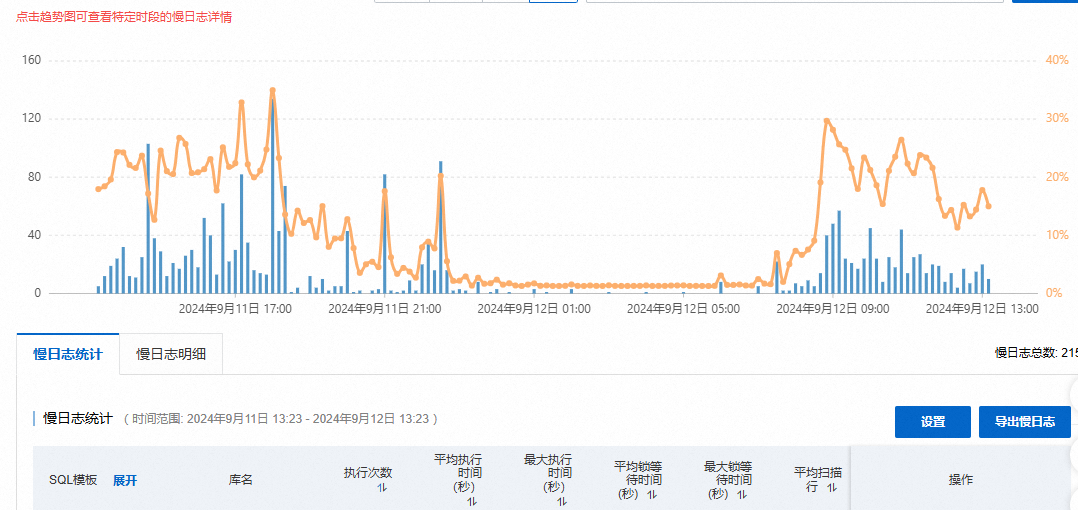 点击趋势图可查看特定时段的慢日志详情
160
40%
120
30%
80
20%
40
10%
0
0%
2024年9月11日 17:00
2024年9月11日 21:00
2024年9月12日 01:00
2024年9月12日 05:00
2024年9月12日 09:00
2024年9月12日 13:00
慢日志统计
慢日志明细
慢日志总数: 215
慢日志统计
( 时间范围: 2024年9月11日 13:23 - 2024年9月12日 13:23 )
设置
导出慢日志
SQL模板
展开
库名
执行次数
平均执行
时间
(秒)
最大执行
时间
(秒)
平均锁等
待时间
(秒)
最大锁等
待时间
(秒)
平均扫描
行
操作